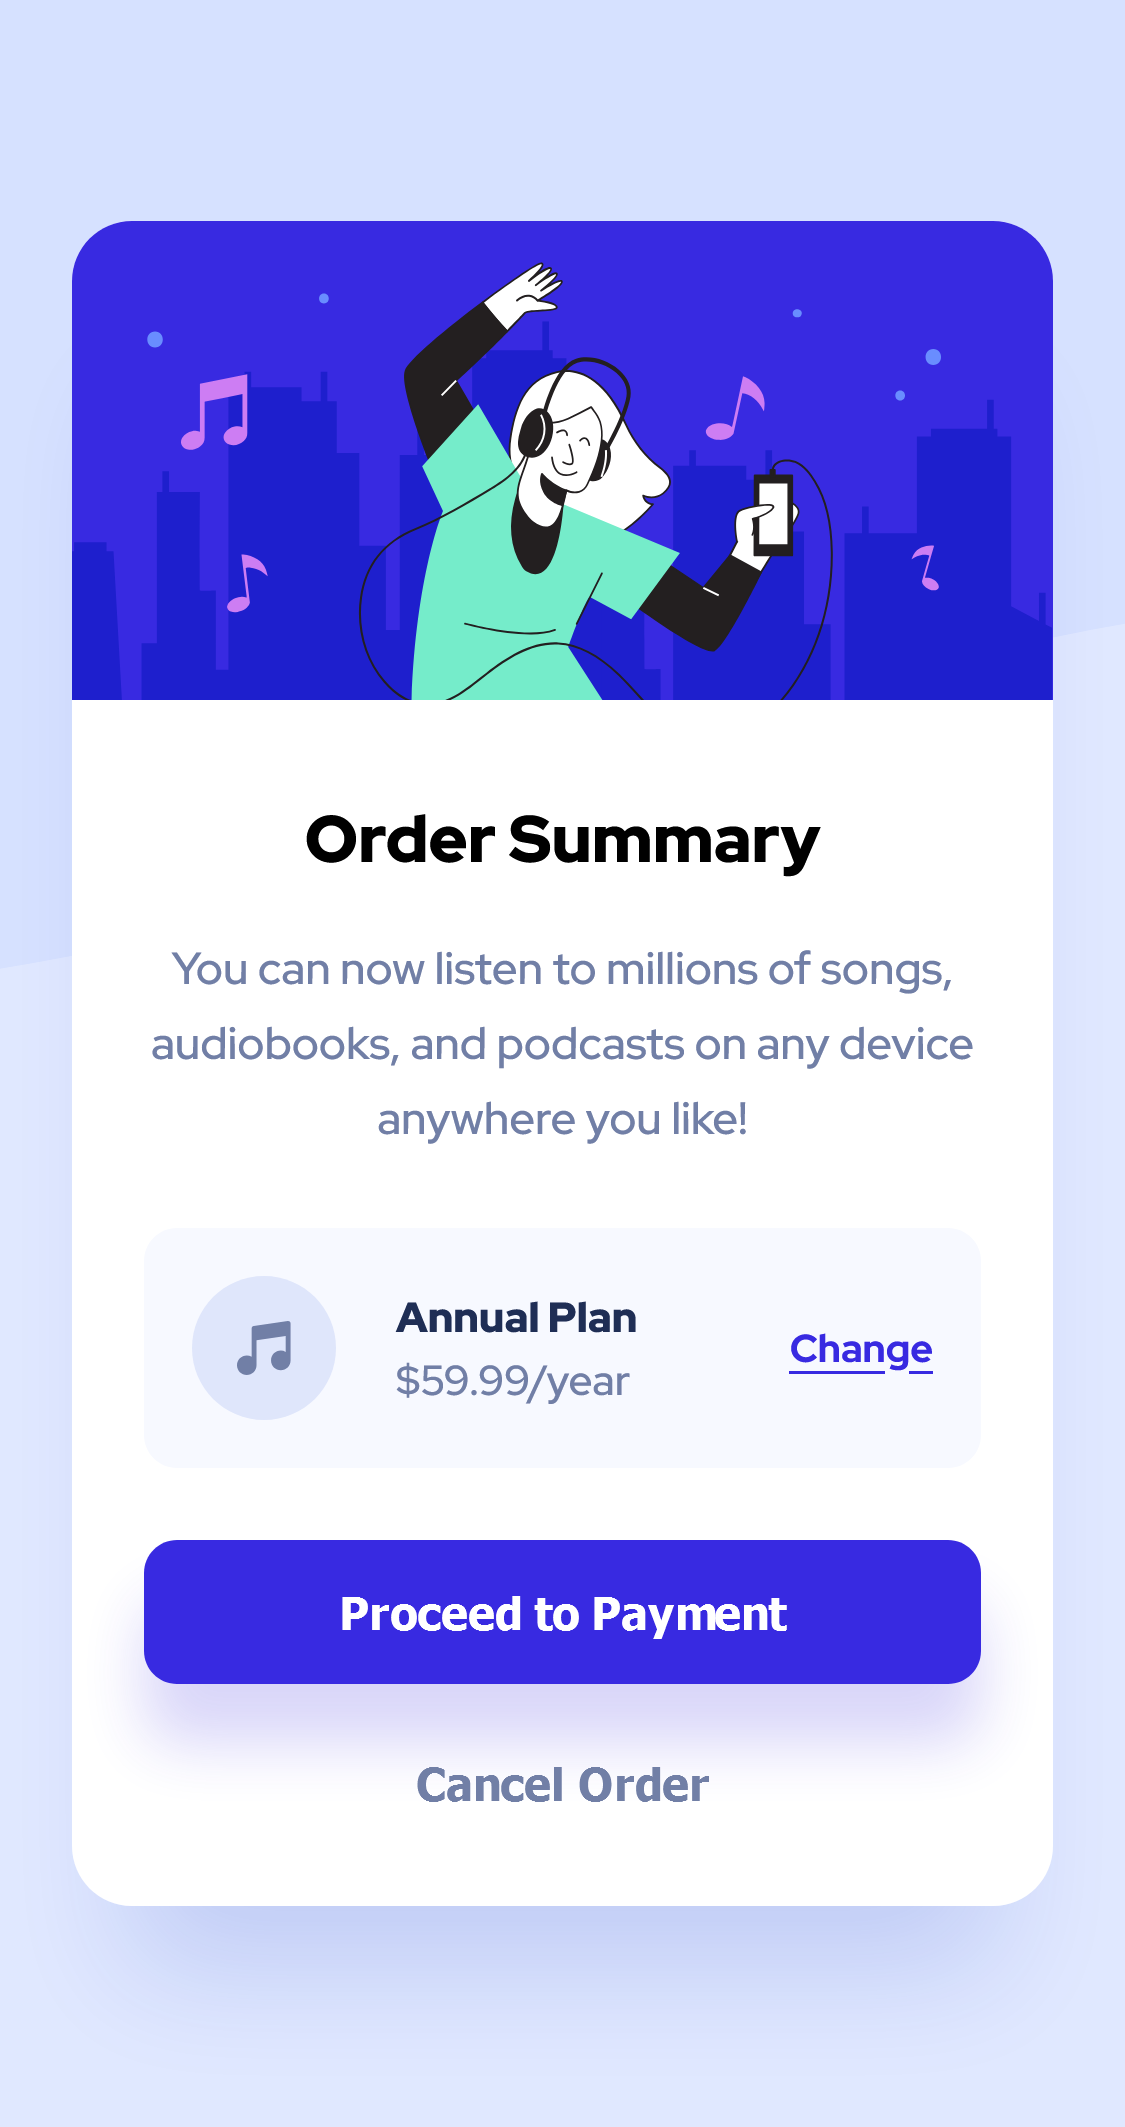 Order Summary
You can now listen to millions of songs,
audiobooks, and podcasts on any device
anywhere you like!
Annual Plan
$59.99/year
Change
Proceed to Payment
Cancel Order